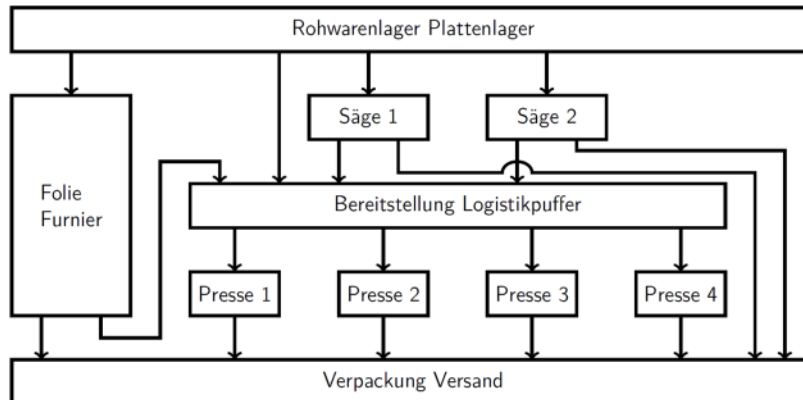 Rohwarenlager Plattenlager
Säge 1
Säge 2
Folie
Furnier
Bereitstellung Logistikpuffer
Presse 1
Presse 2
Presse 3
Presse 4
Verpackung Versand